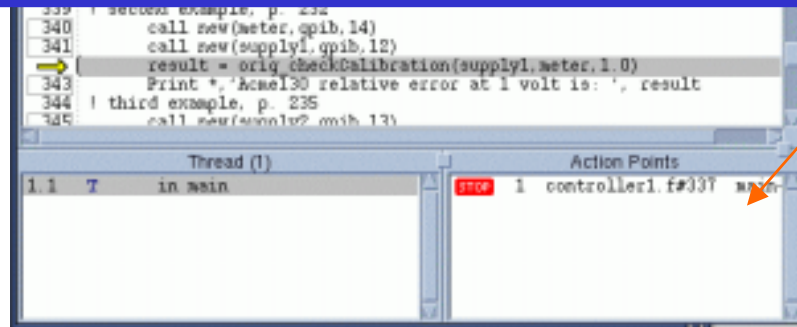 339 ! second example, p. 232
340 call new(meter,gpib,14)
341 call new(supply1,gpib,12)
result = orig_checkCalibration(supply1,meter,1.0)
343 Print *,'Acme130 relative error at 1 volt is: ', result
344 ! third example, p. 235
345 call new(supply2,gpib,13)
Thread (1)
Action Points
1.1 T in main
STOP 1 controller1.f#337 main